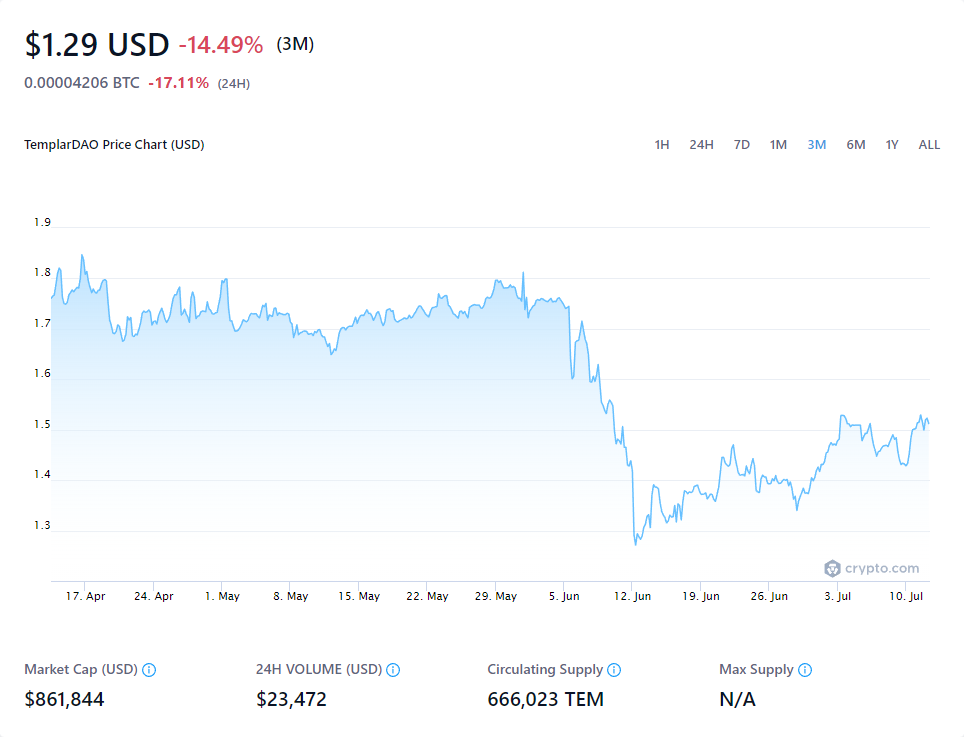 $1.29 USD -14.49% (3M)
0.00004206 BTC -17.11% (24H)
TemplarDAO Price Chart (USD) 1H 24H 7D 1M 3M 6M 1Y ALL
1.9
1.8
1.7
1.6
1.5
1.4
1.3
crypto.com
17. Apr 24. Apr 1. May 8. May 15. May 22. May 29. May 5. Jun 12. Jun 19. Jun 26. Jun 3. Jul 10. Jul
Market Cap (USD) 24H VOLUME (USD) Circulating Supply Max Supply
$861,844 $23,472 666,023 TEM N/A